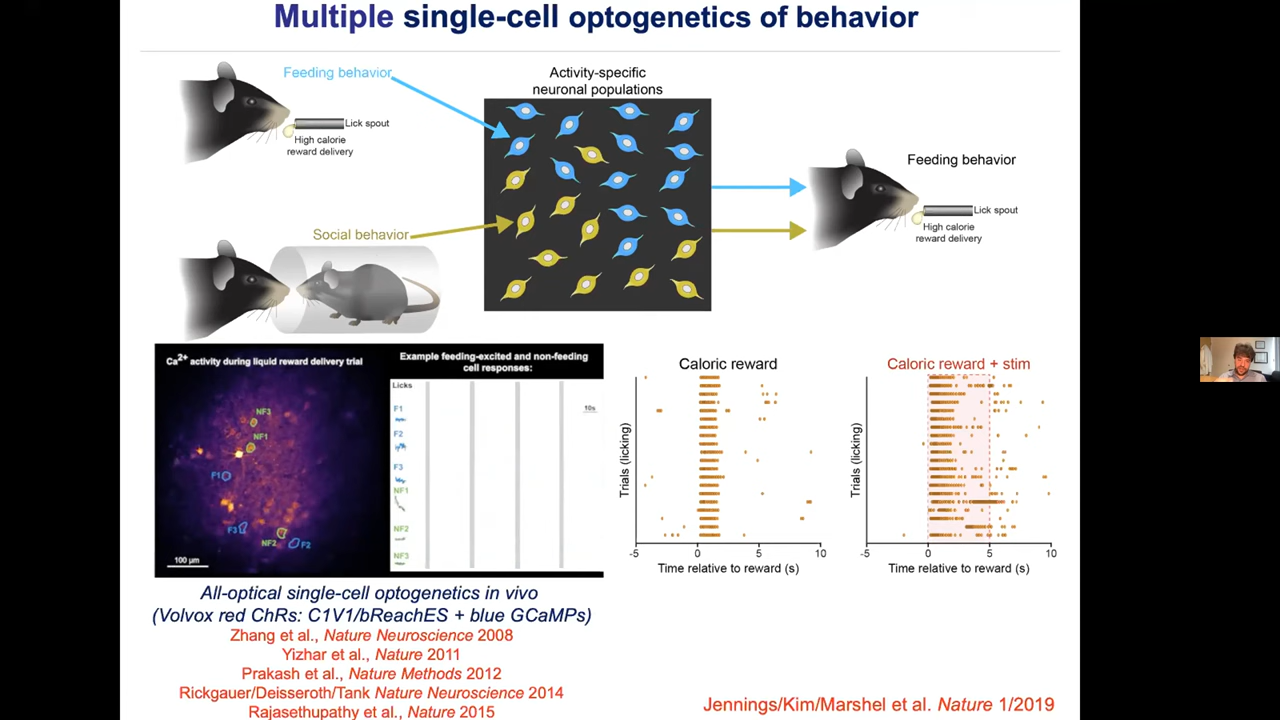 Multiple single-cell optogenetics of behavior
Feeding behavior
Lick spout
High calorie
reward delivery
Social behavior
Activity-specific
neuronal populations
Feeding behavior
Lick spout
High calorie
reward delivery
Ca2+ activity during liquid reward delivery trial
NF3
NF1
F1
F3
NF2
F2
100 µm
Example feeding-excited and non-feeding
cell responses:
Licks
10s
F1
F2
F3
NF1
NF2
NF3
Caloric reward
Trials (licking)
-5 0 5 10
Time relative to reward (s)
Caloric reward + stim
Trials (licking)
-5 0 5 10
Time relative to reward (s)
All-optical single-cell optogenetics in vivo
(Volvox red ChRs: C1V1/bReachES + blue GCaMPs)
Zhang et al., Nature Neuroscience 2008
Yizhar et al., Nature 2011
Prakash et al., Nature Methods 2012
Rickgauer/Deisseroth/Tank Nature Neuroscience 2014
Rajasethupathy et al., Nature 2015
Jennings/Kim/Marshel et al. Nature 1/2019